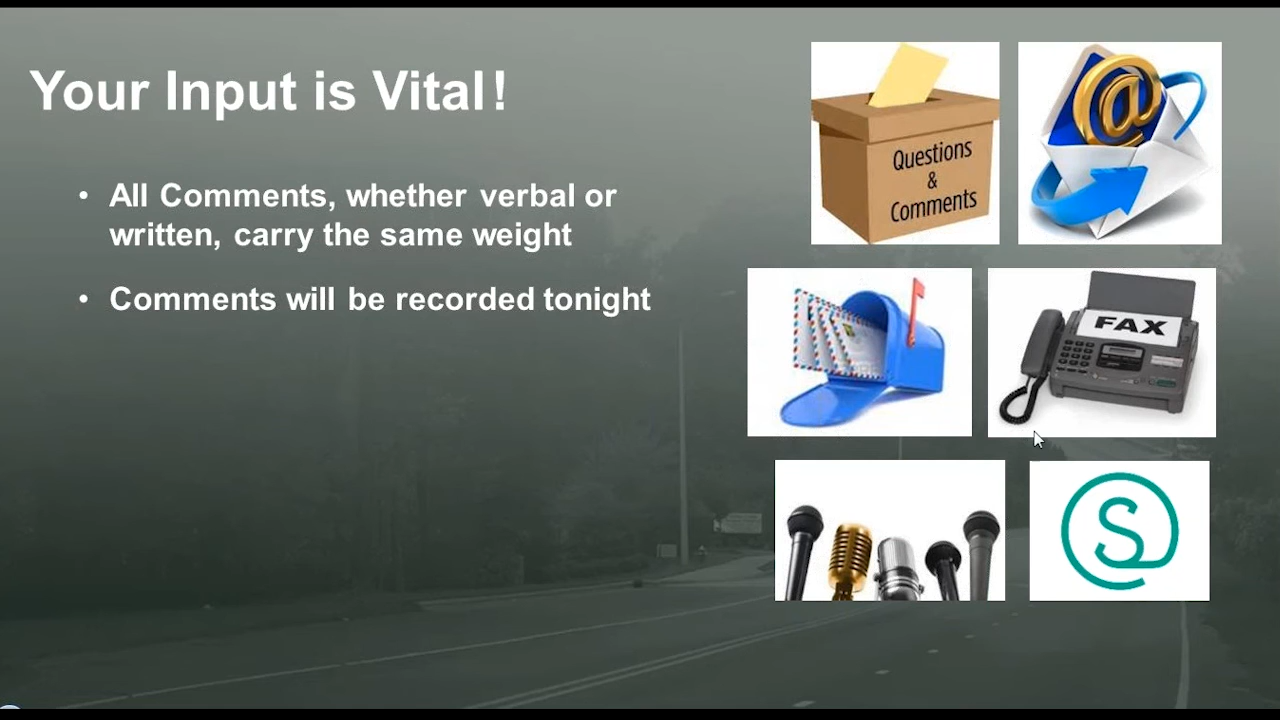 Your Input is Vital!
• All Comments, whether verbal or
written, carry the same weight
• Comments will be recorded tonight
Questions
&
Comments
@
FAX
S